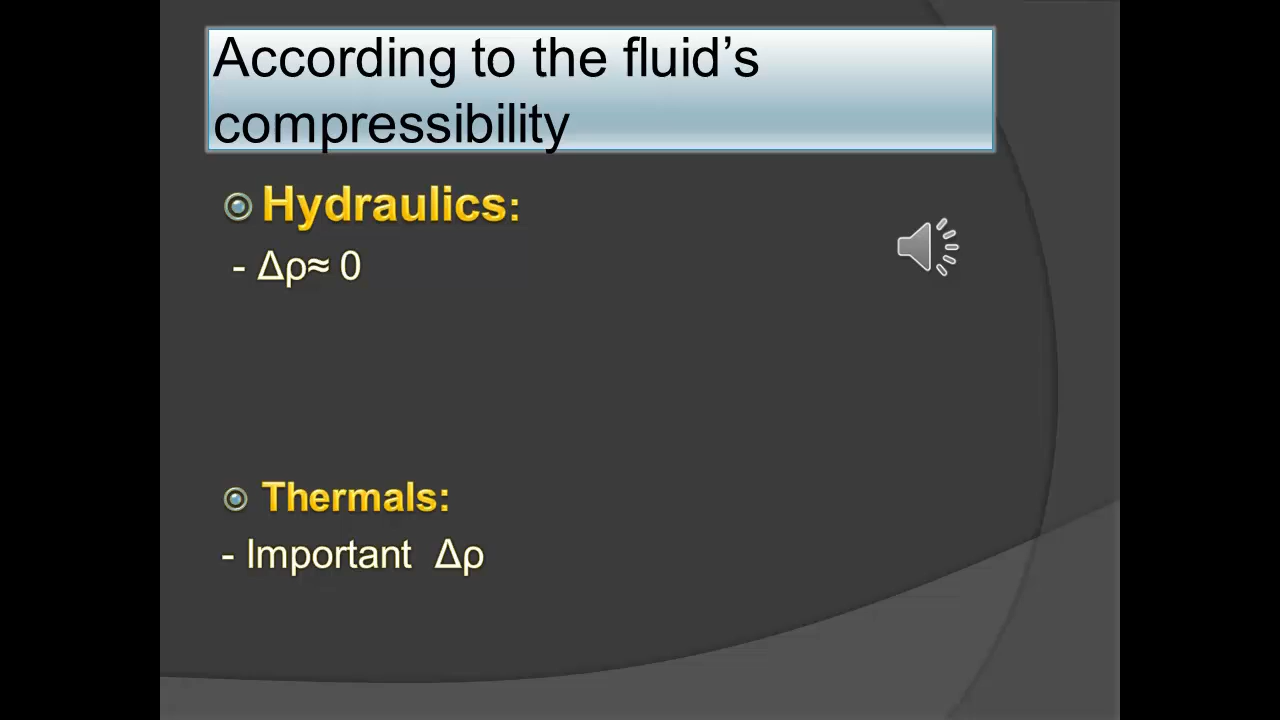 According to the fluid’s
compressibility
Hydraulics:
- Δρ≈ 0
Thermals:
- Important Δρ